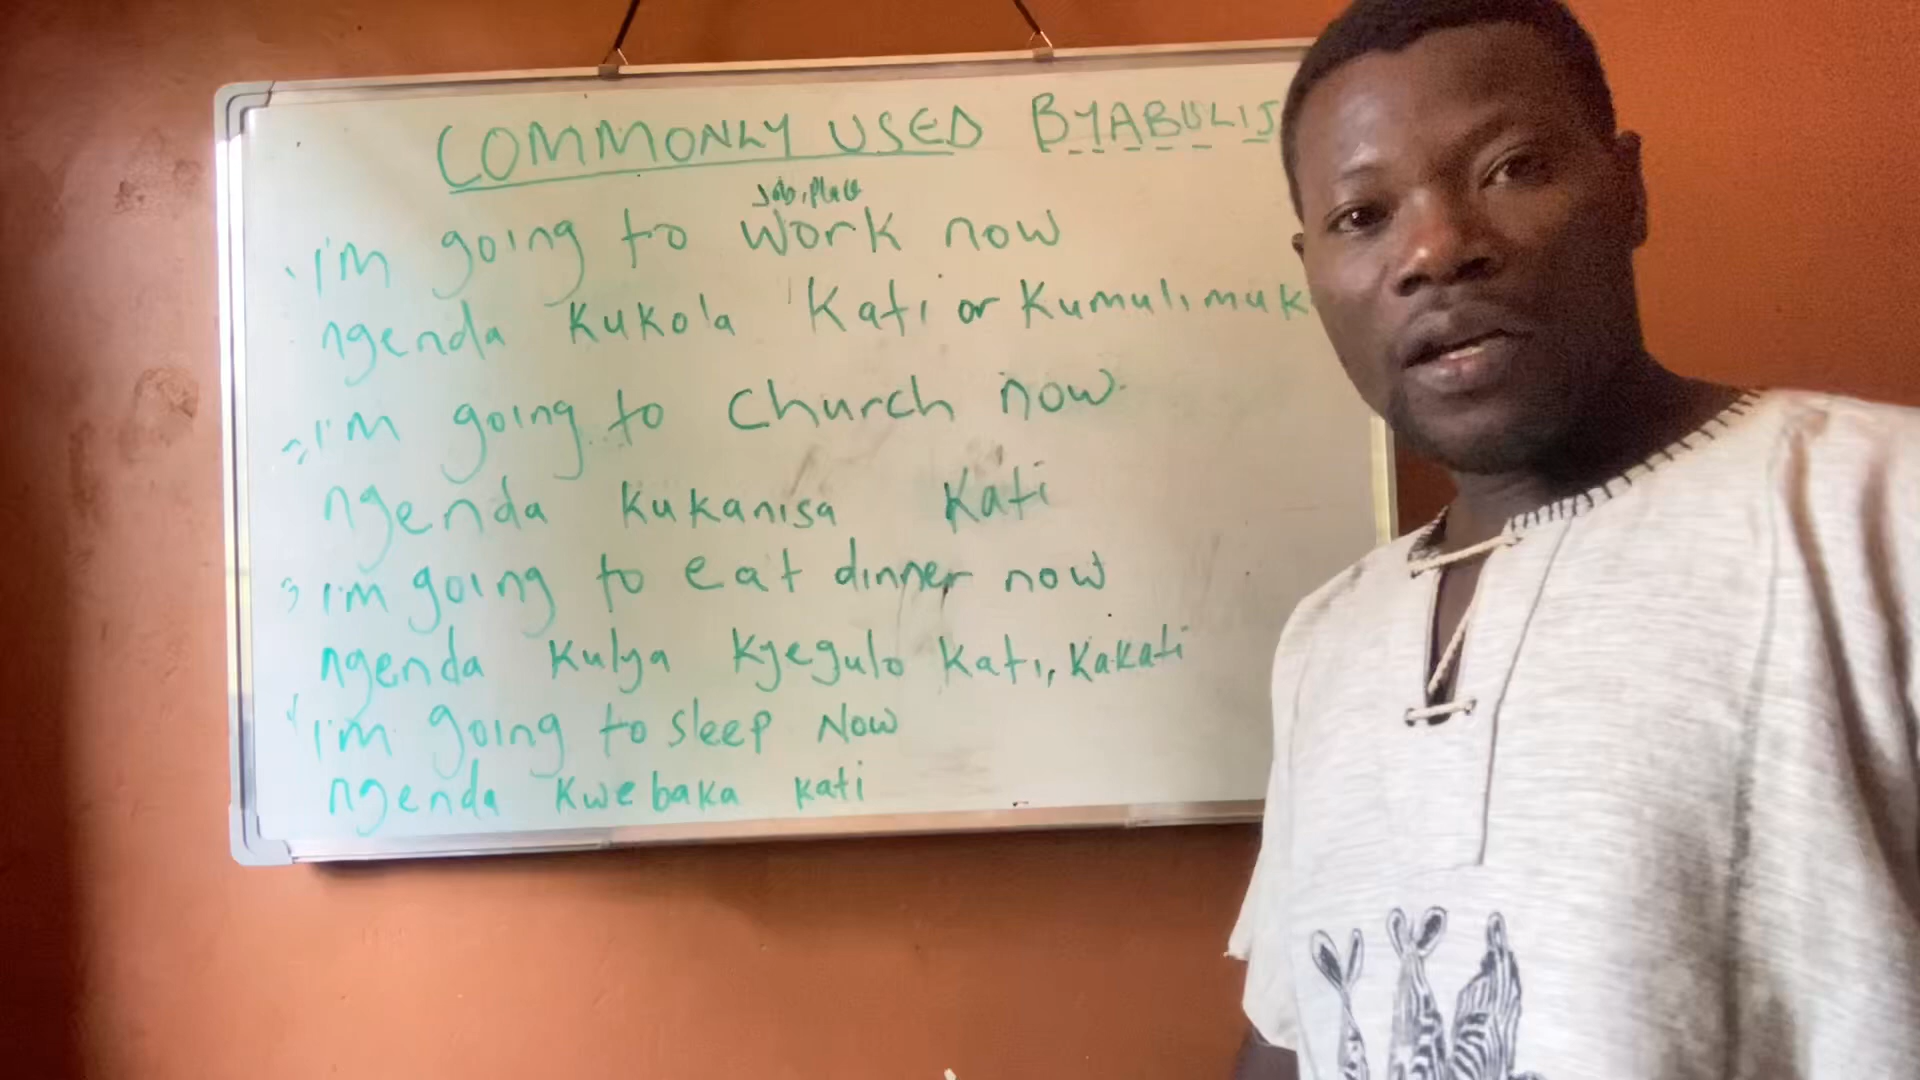 COMMONLY USED BYABULIJ
Job, Place
1 I'm going to work now
ngenda kukola kati or kumulimuk
2 I'm going to church now.
ngenda kukanisa kati
3 I'm going to eat dinner now
ngenda kulya kyegulo kati, kakati
4 I'm going to sleep Now
ngenda kwebaka kati